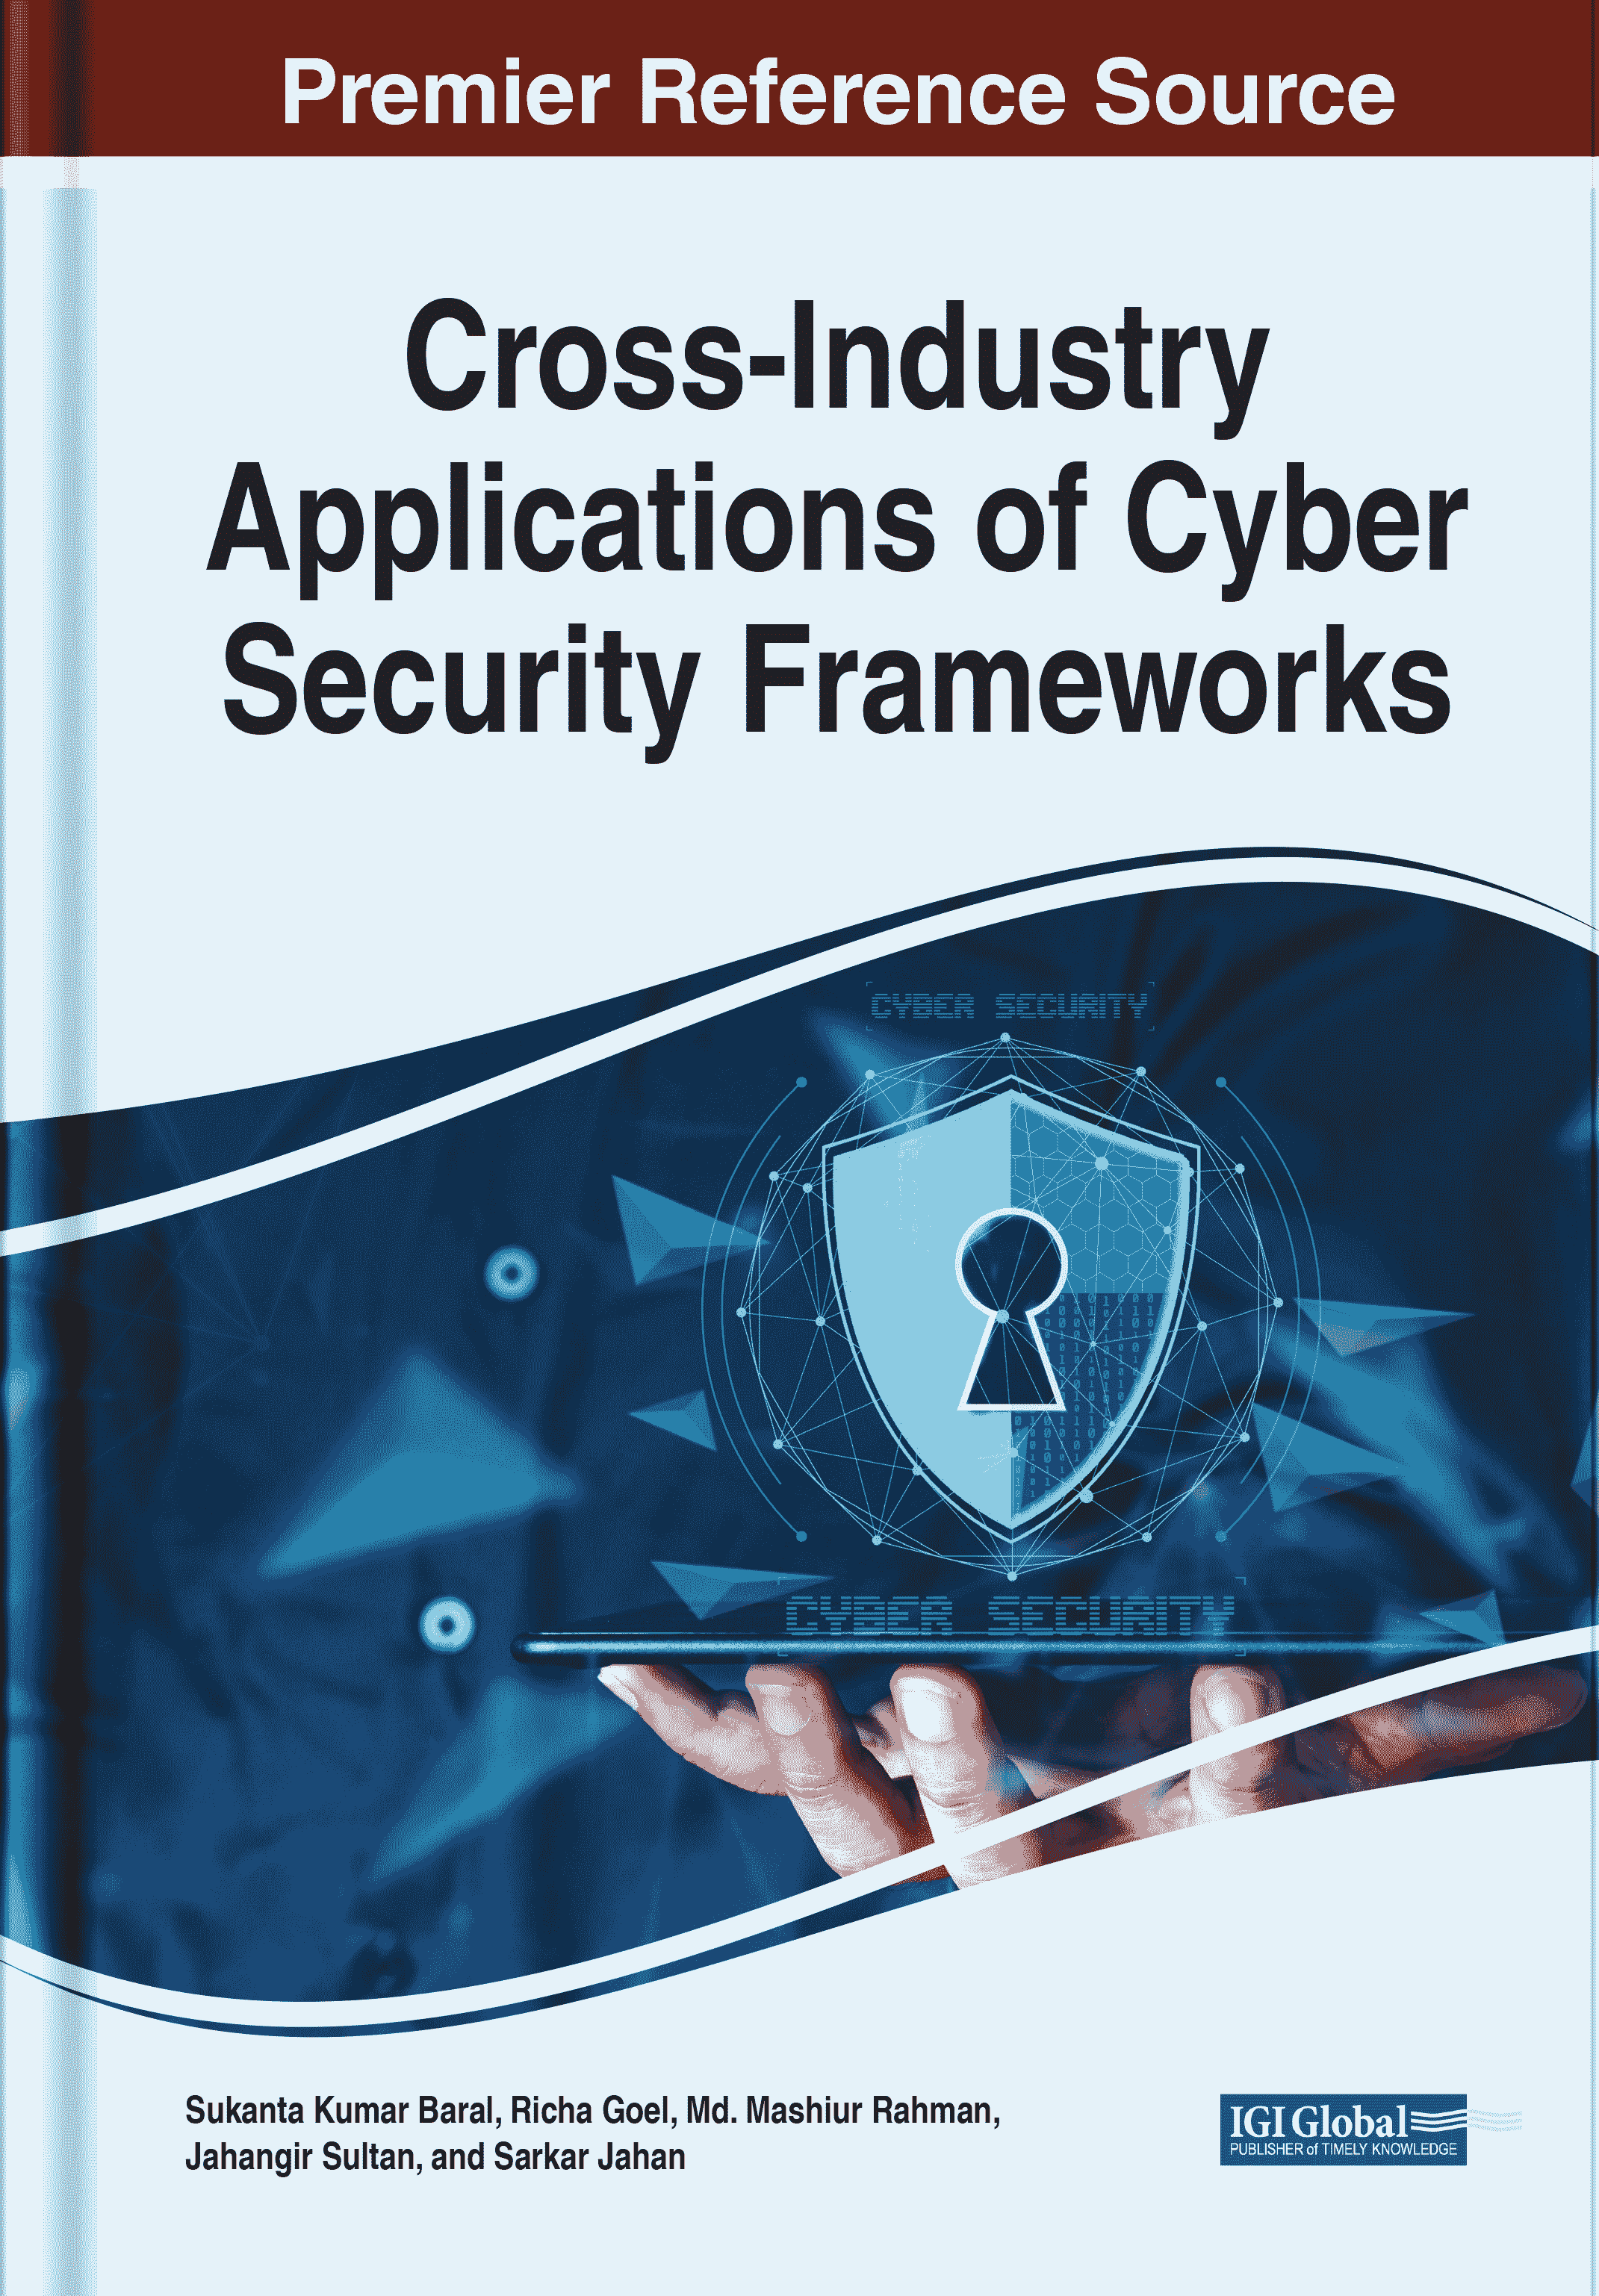 Premier Reference Source
Cross-Industry
Applications of Cyber
Security Frameworks
CYBER SECURITY
CYBER SECURITY
Sukanta Kumar Baral, Richa Goel, Md. Mashiur Rahman,
Jahangir Sultan, and Sarkar Jahan
IGI Global
PUBLISHER of TIMELY KNOWLEDGE